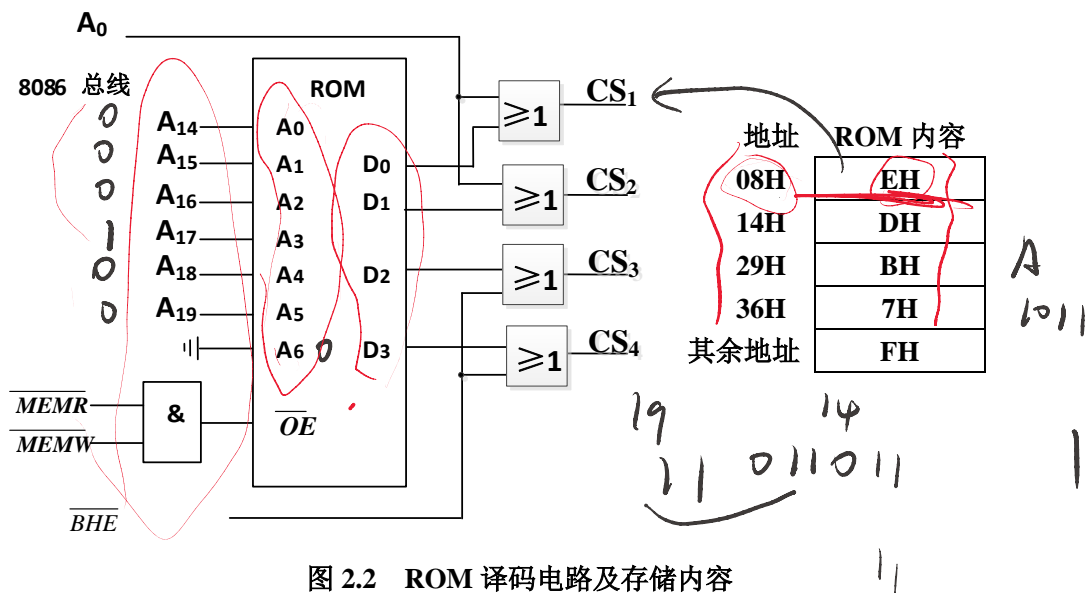 A0
8086 总线
ROM
0 A14 A0
0 A15 A1 D0
0 A16 A2 D1
1 A17 A3
0 A18 A4 D2
0 A19 A5
A6 0 D3
MEMR
MEMW
&
OE
BHE
≥1 CS1
≥1 CS2
≥1 CS3
≥1 CS4
地址 ROM 内容
08H EH
14H DH
29H BH
36H 7H
其余地址 FH
A
1011
19 14
11 011011
图 2.2 ROM 译码电路及存储内容